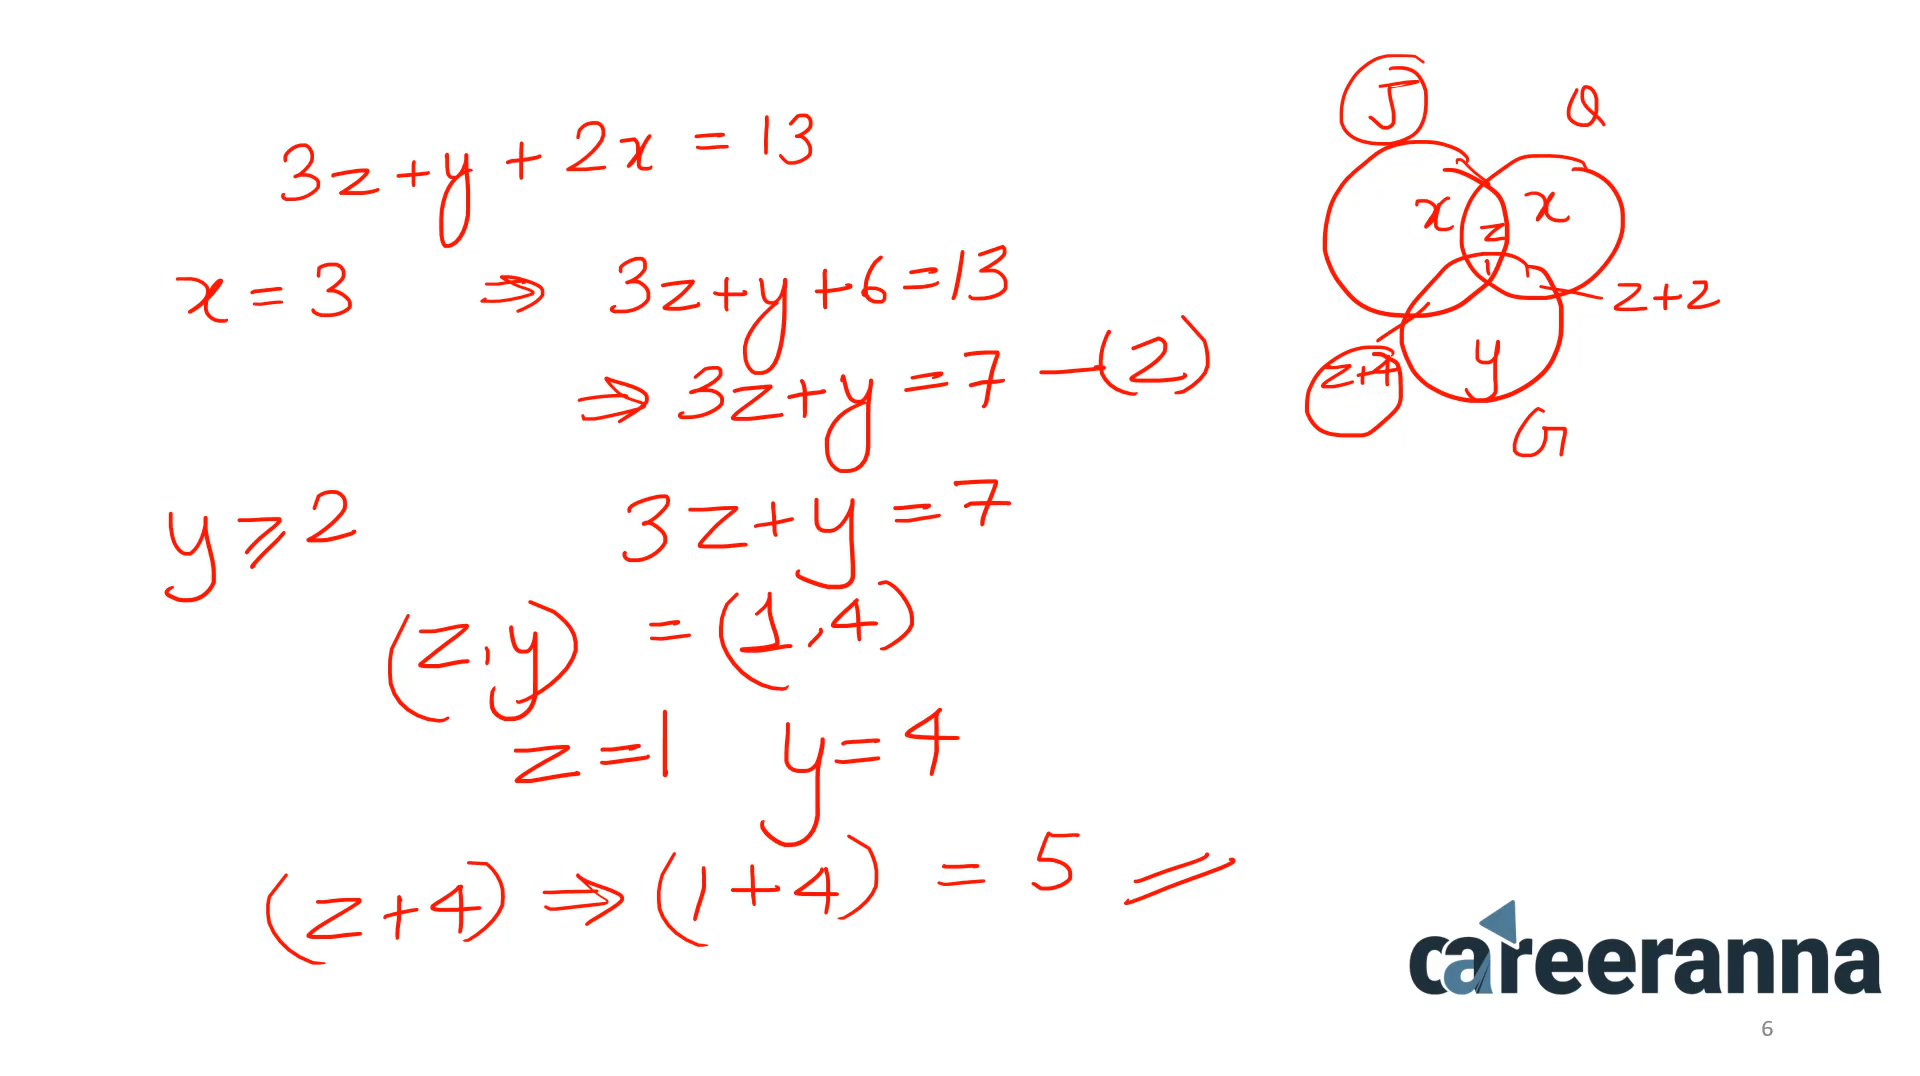 3z+y+2x = 13
x = 3 ⇒ 3z+y+6=13
⇒ 3z+y=7 —(2)
y ⩾ 2 3z+y=7
(z,y) = (1,4)
z=1 y=4
(z+4) ⇒ (1+4) = 5
J
Q
x
z
x
1
z+2
z+4
y
G
careeranna
6